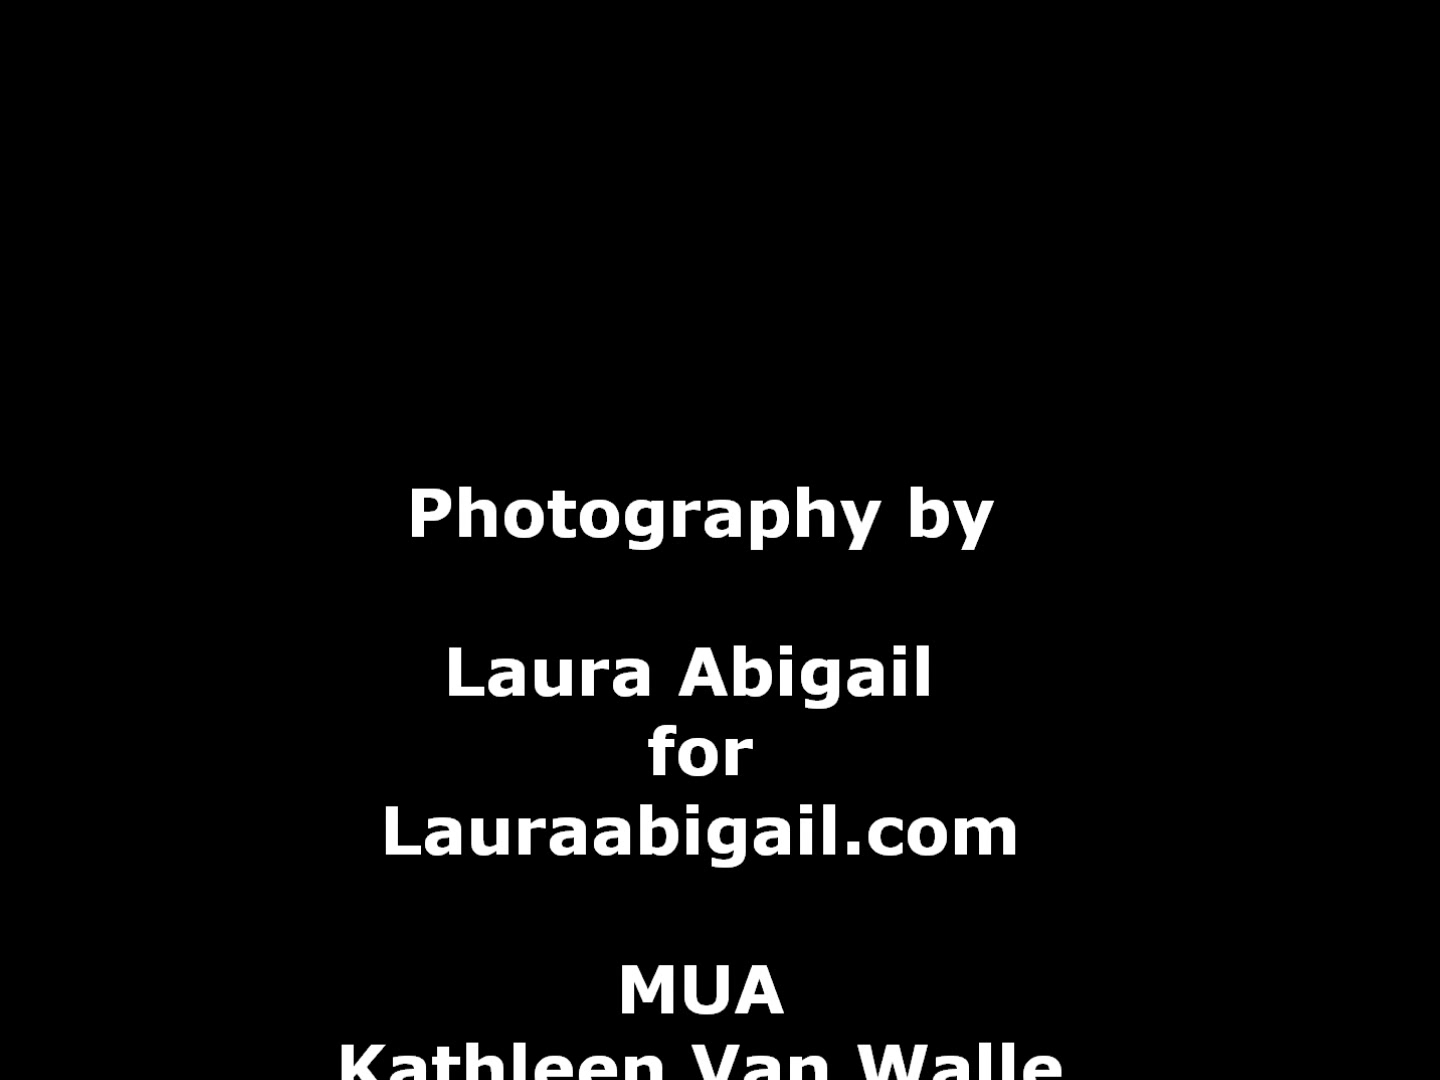 Photography by
Laura Abigail
for
Lauraabigail.com
MUA
Kathleen Van Walle